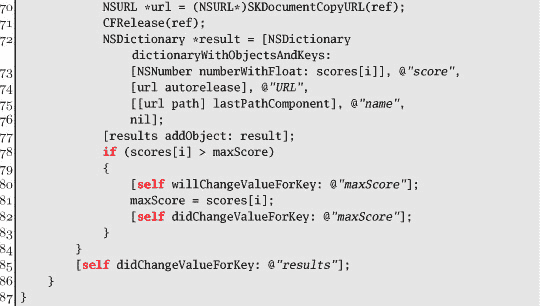 70 NSURL *url = (NSURL*)SKDocumentCopyURL(ref);
71 CFRelease(ref);
72 NSDictionary *result = [NSDictionary
dictionaryWithObjectsAndKeys:
73 [NSNumber numberWithFloat: scores[i]], @"score",
74 [url autorelease], @"URL",
75 [[url path] lastPathComponent], @"name",
76 nil];
77 [results addObject: result];
78 if (scores[i] > maxScore)
79 {
80 [self willChangeValueForKey: @"maxScore"];
81 maxScore = scores[i];
82 [self didChangeValueForKey: @"maxScore"];
83 }
84 }
85 [self didChangeValueForKey: @"results"];
86 }
87 }